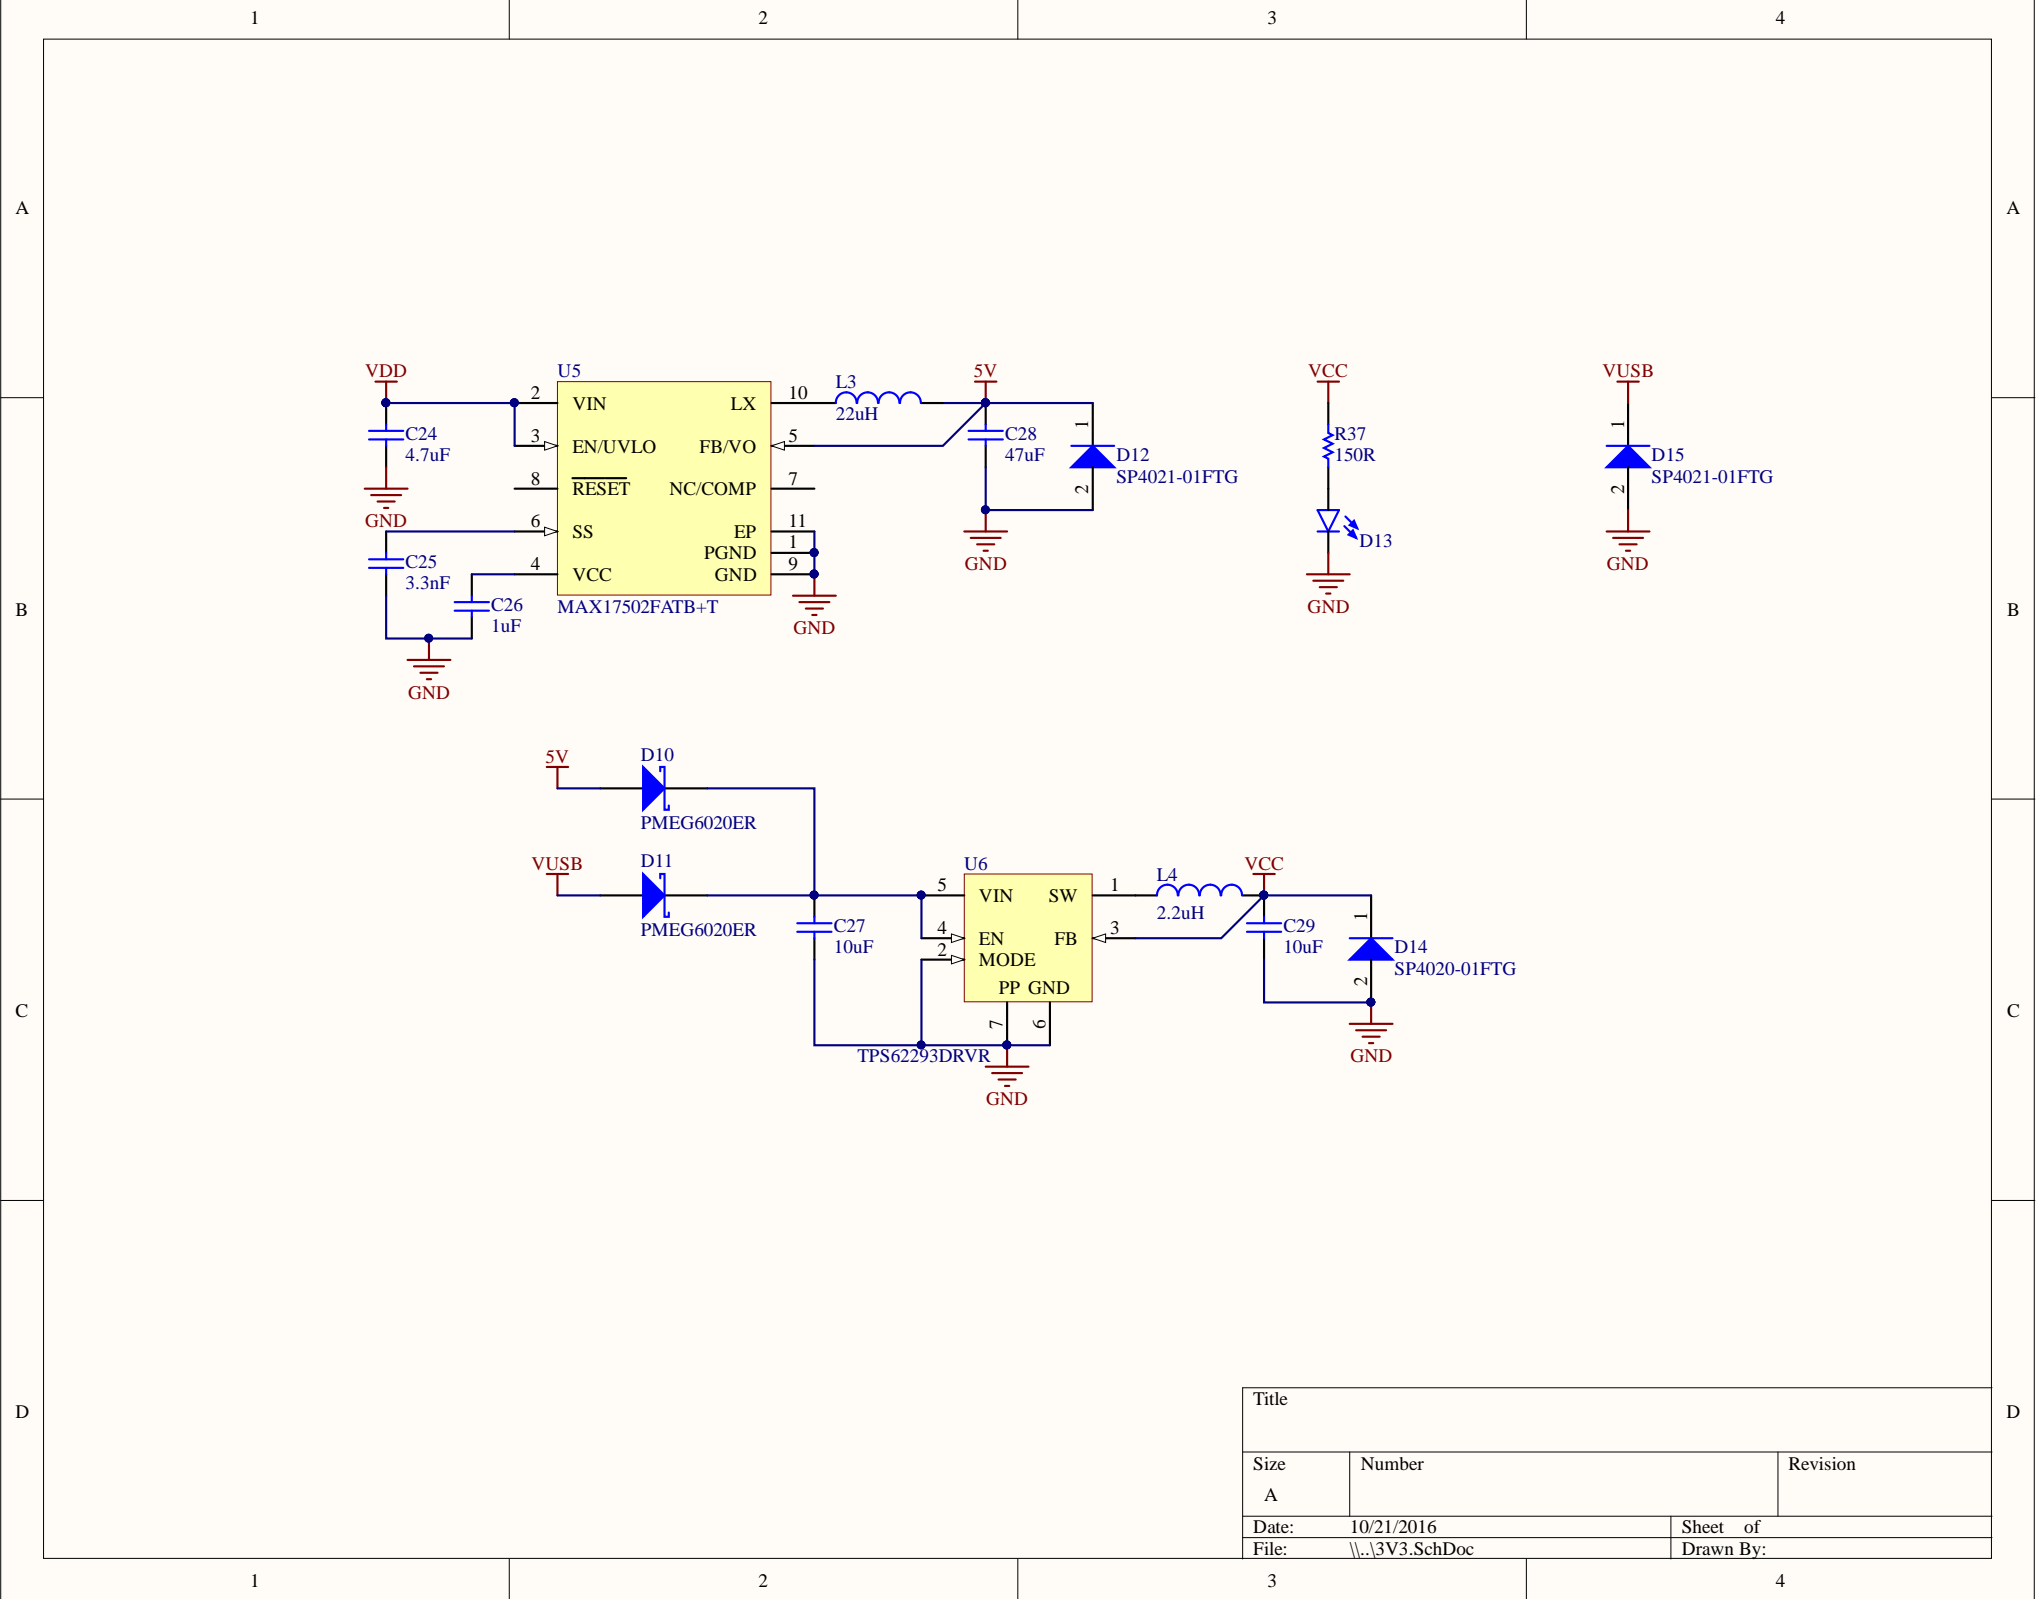 1 2 3 4
A A
VDD
U5
2 VIN
3 EN/UVLO
8 RESET
6 SS
4 VCC
LX 10
FB/VO 5
NC/COMP 7
EP 11
PGND 1
GND 9
MAX17502FATB+T
C24
4.7uF
GND
C25
3.3nF
C26
1uF
GND
GND
L3
22uH
5V
C28
47uF
1
D12
SP4021-01FTG
2
GND
VCC
R37
150R
D13
GND
VUSB
1
D15
SP4021-01FTG
2
GND
B B
5V
D10
PMEG6020ER
VUSB
D11
PMEG6020ER
C27
10uF
U6
5 VIN
4 EN
2 MODE
SW 1
FB 3
PP GND
7 6
TPS62293DRVR
GND
L4
2.2uH
VCC
C29
10uF
1
D14
SP4020-01FTG
2
GND
C C
D D
Title
Size Number Revision
A
Date: 10/21/2016 Sheet of
File: \\..\3V3.SchDoc Drawn By:
1 2 3 4